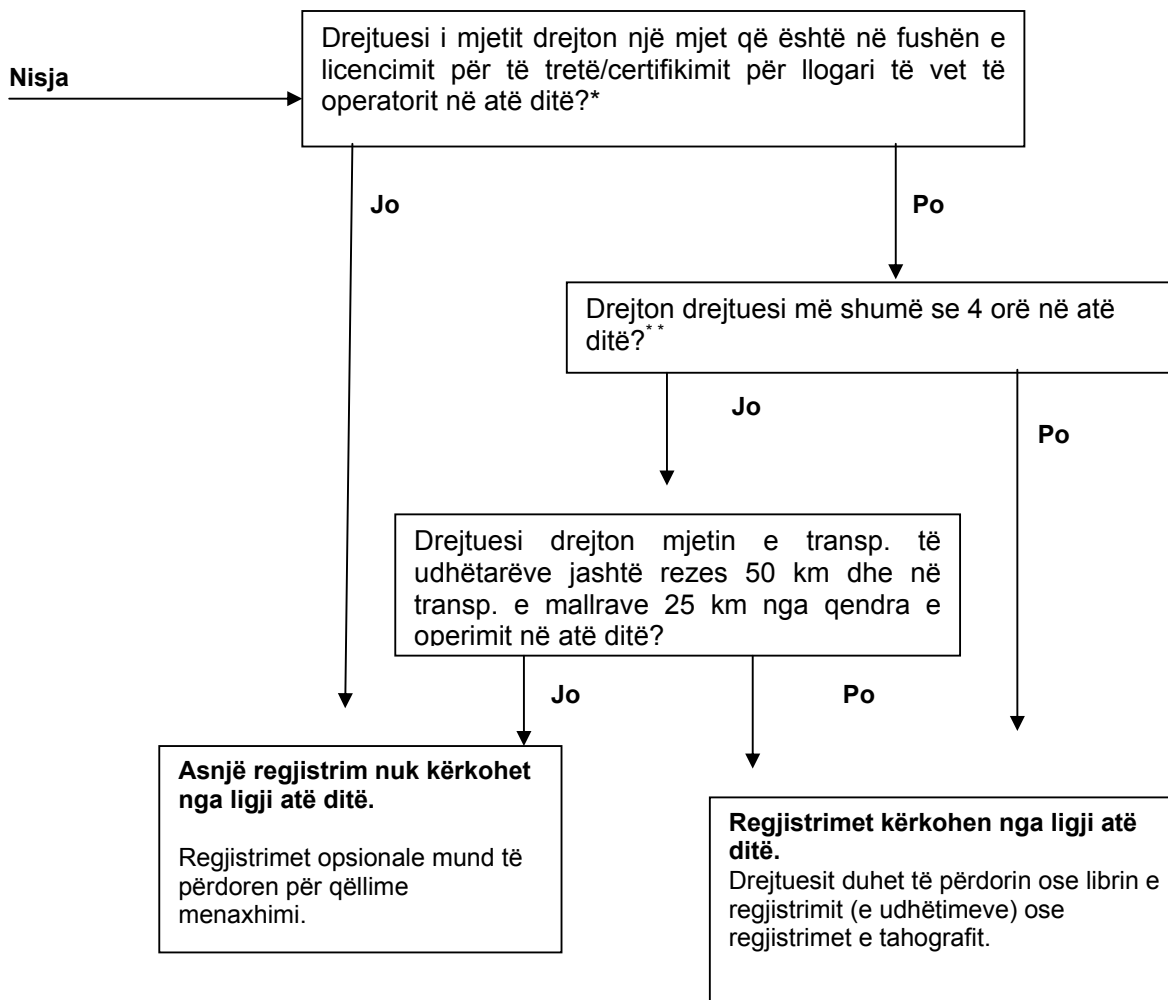 Drejtuesi i mjetit drejton një mjet që është në fushën e
licencimit për të tretë/certifikimit për llogari të vet të
operatorit në atë ditë?*
Nisja
Jo
Po
Drejton drejtuesi më shumë se 4 orë në atë
ditë?**
Jo
Po
Drejtuesi drejton mjetin e transp. të
udhëtarëve jashtë rezes 50 km dhe në
transp. e mallrave 25 km nga qendra e
operimit në atë ditë?
Jo
Po
Asnjë regjistrim nuk kërkohet
nga ligji atë ditë.
Regjistrimet opsionale mund të
përdoren për qëllime
menaxhimi.
Regjistrimet kërkohen nga ligji atë
ditë.
Drejtuesit duhet të përdorin ose librin e
regjistrimit (e udhëtimeve) ose
regjistrimet e tahografit.